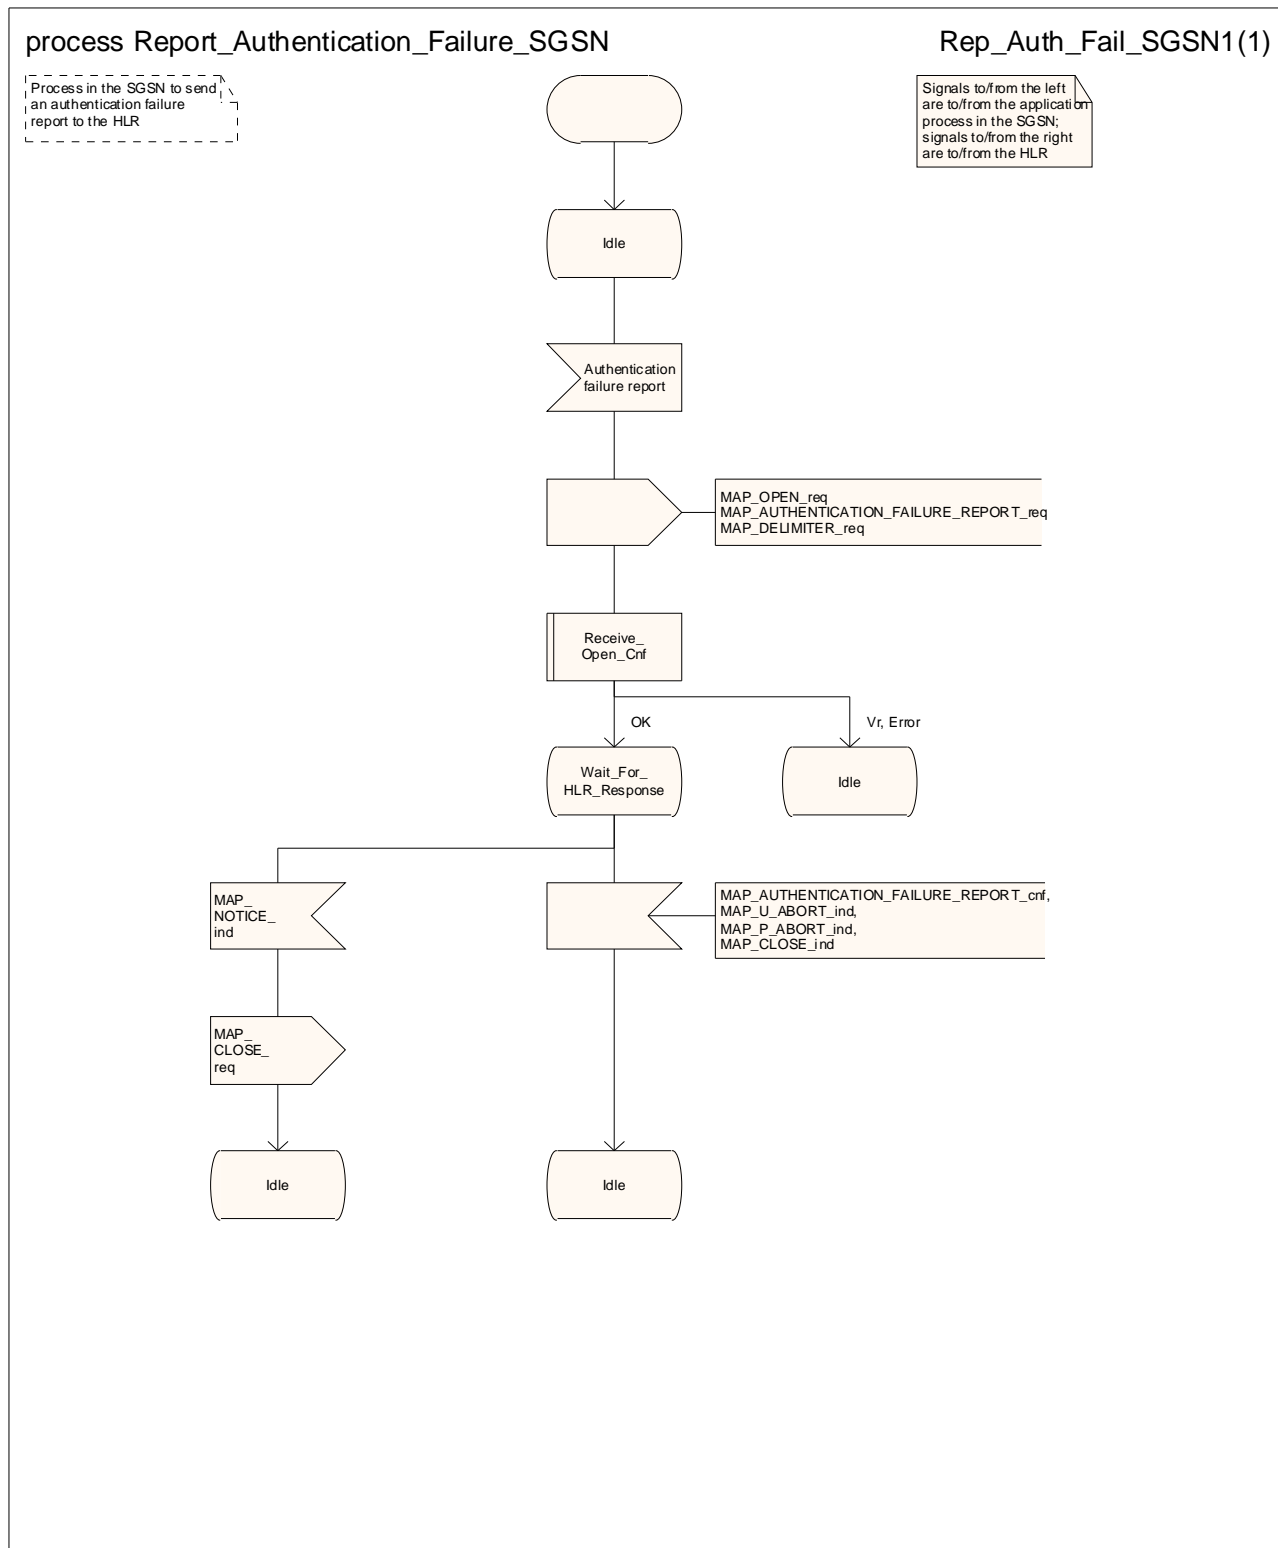 process Report_Authentication_Failure_SGSN
Rep_Auth_Fail_SGSN1(1)
Process in the SGSN to send
an authentication failure
report to the HLR
Signals to/from the left
are to/from the application
process in the SGSN;
signals to/from the right
are to/from the HLR
Idle
Authentication
failure report
MAP_OPEN_req
MAP_AUTHENTICATION_FAILURE_REPORT_req
MAP_DELIMITER_req
Receive_
Open_Cnf
OK
Vr, Error
Wait_For_
HLR_Response
Idle
MAP_
NOTICE_
ind
MAP_AUTHENTICATION_FAILURE_REPORT_cnf,
MAP_U_ABORT_ind,
MAP_P_ABORT_ind,
MAP_CLOSE_ind
MAP_
CLOSE_
req
Idle
Idle